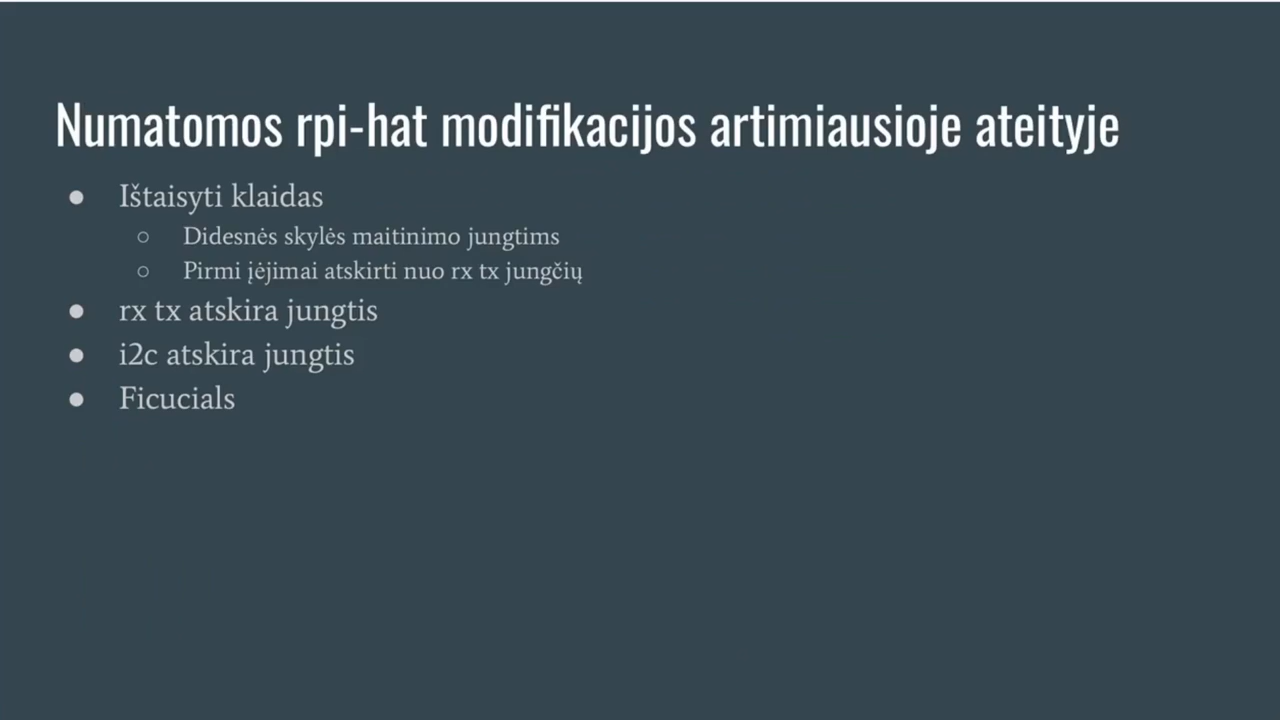 Numatomos rpi-hat modifikacijos artimiausioje ateityje
● Ištaisyti klaidas
○ Didesnės skylės maitinimo jungtims
○ Pirmi įėjimai atskirti nuo rx tx jungčių
● rx tx atskira jungtis
● i2c atskira jungtis
● Ficucials